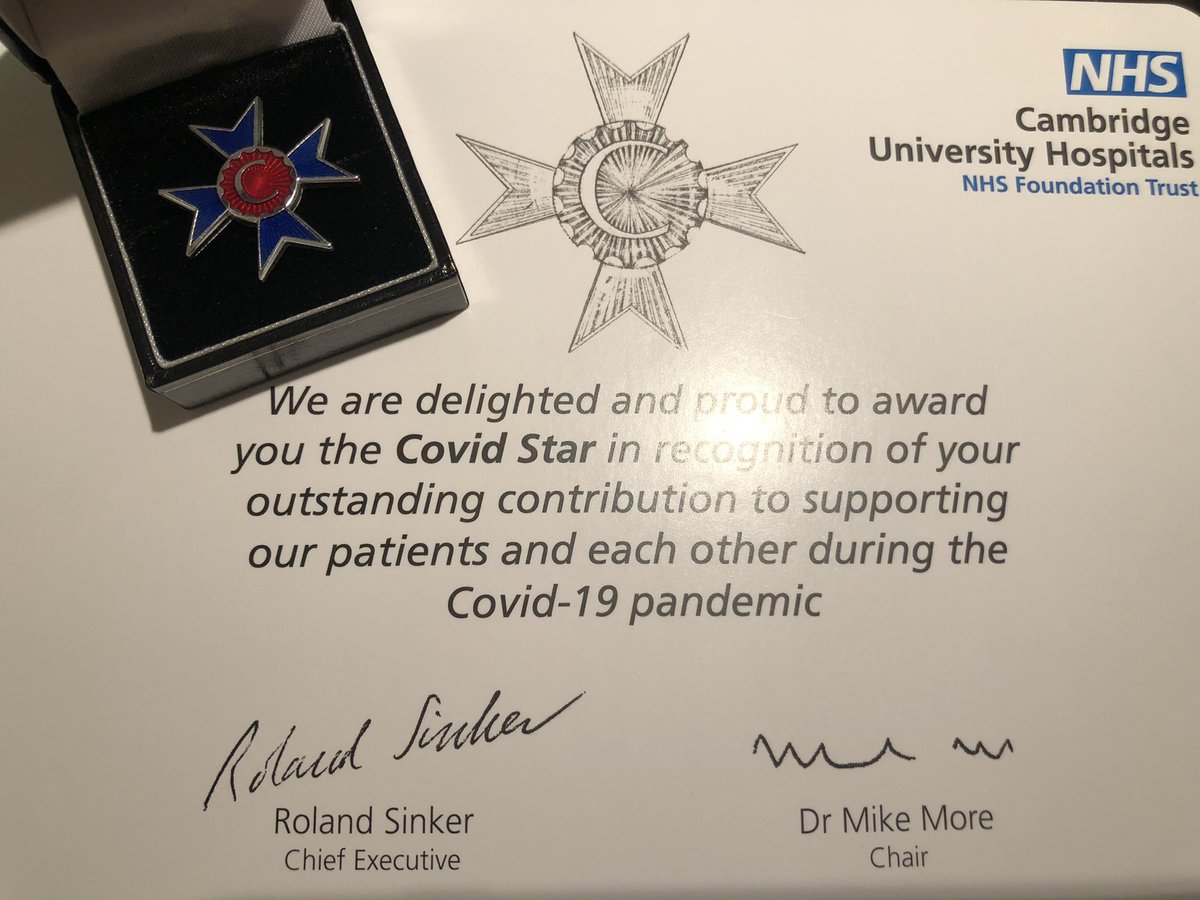 NHS
Cambridge
University Hospitals
NHS Foundation Trust
We are delighted and proud to award
you the Covid Star in recognition of your
outstanding contribution to supporting
our patients and each other during the
Covid-19 pandemic
Roland Sinker
Roland Sinker
Chief Executive
Dr Mike More
Chair